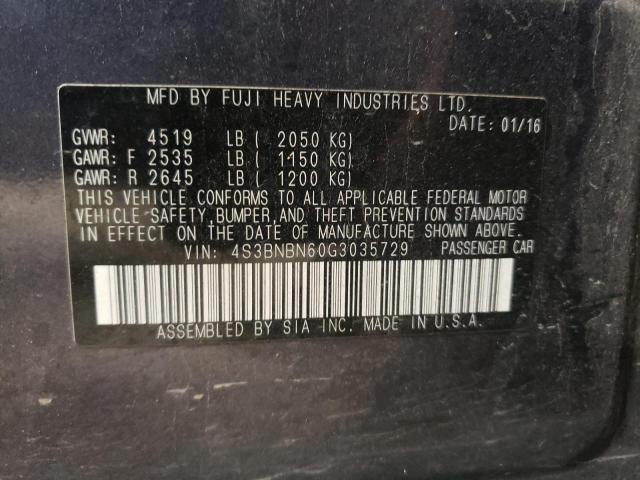 MFD BY FUJI HEAVY INDUSTRIES LTD.
DATE: 01/16
GVWR: 4519 LB ( 2050 KG)
GAWR: F 2535 LB ( 1150 KG)
GAWR: R 2645 LB ( 1200 KG)
THIS VEHICLE CONFORMS TO ALL APPLICABLE FEDERAL MOTOR
VEHICLE SAFETY,BUMPER,AND THEFT PREVENTION STANDARDS
IN EFFECT ON THE DATE OF MANUFACTURE SHOWN ABOVE.
VIN: 4S3BNBN60G3035729 PASSENGER CAR
ASSEMBLED BY SIA INC. MADE IN U.S.A.